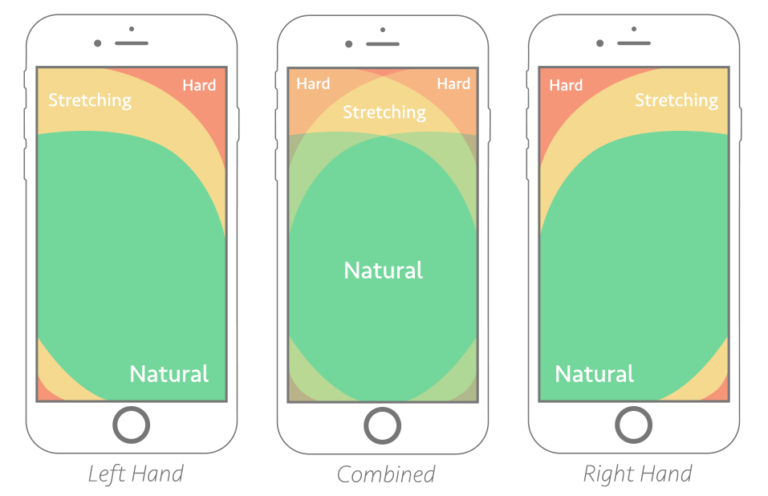 Hard
Stretching
Natural
Left Hand
Hard Hard
Stretching
Natural
Combined
Hard
Stretching
Natural
Right Hand